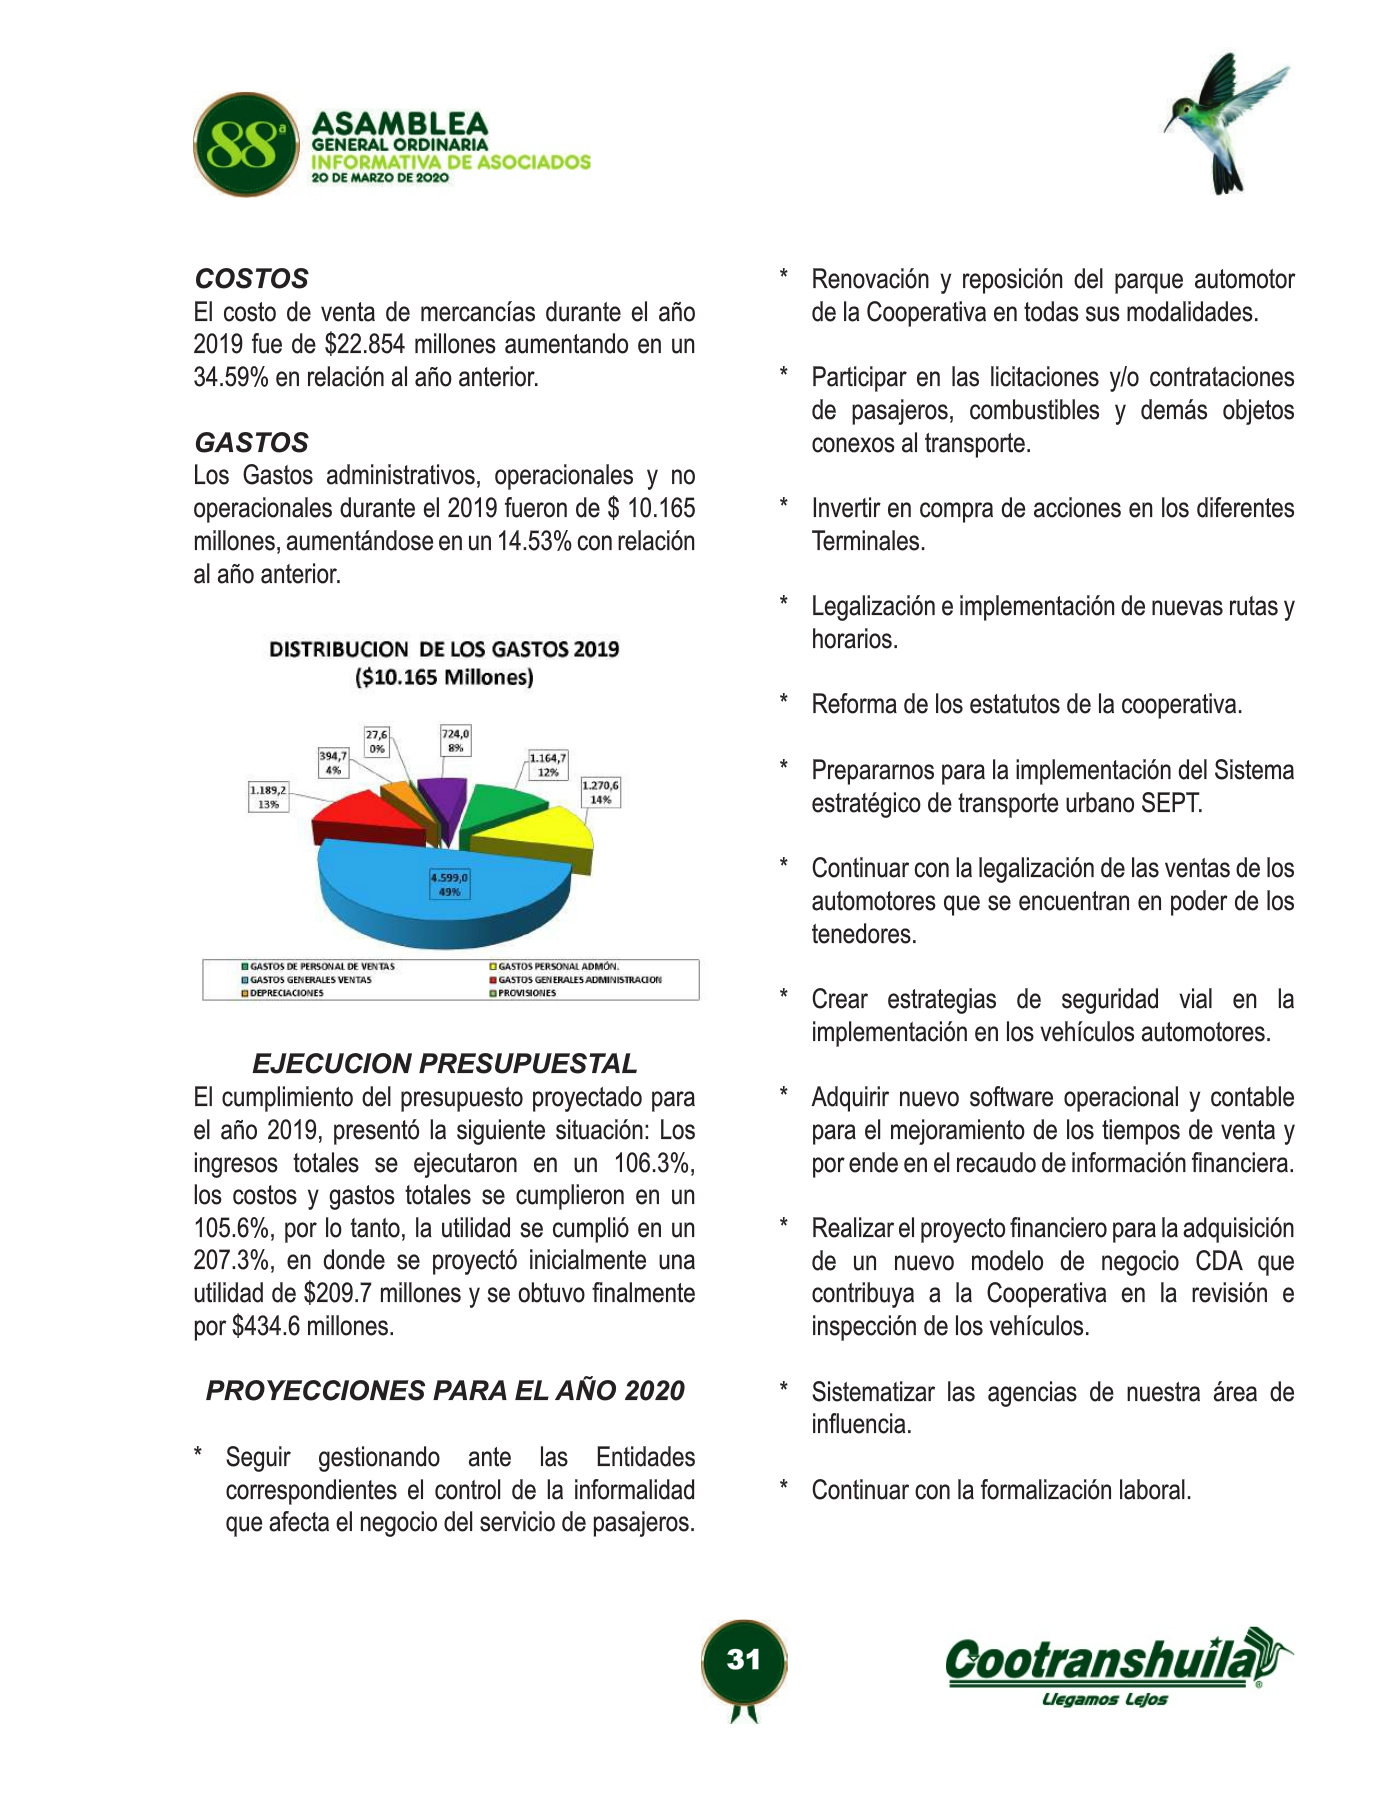 88ª
ASAMBLEA
GENERAL ORDINARIA
INFORMATIVA DE ASOCIADOS
20 DE MARZO DE 2020
COSTOS
El costo de venta de mercancías durante el año
2019 fue de $22.854 millones aumentando en un
34.59% en relación al año anterior.
GASTOS
Los Gastos administrativos, operacionales y no
operacionales durante el 2019 fueron de $ 10.165
millones, aumentándose en un 14.53% con relación
al año anterior.
DISTRIBUCION DE LOS GASTOS 2019
($10.165 Millones)
27,6
0%
724,0
8%
394,7
4%
1.164,7
12%
1.189,2
13%
1.270,6
14%
4.599,0
49%
GASTOS DE PERSONAL DE VENTAS
GASTOS PERSONAL ADMÓN.
GASTOS GENERALES VENTAS
GASTOS GENERALES ADMINISTRACION
DEPRECIACIONES
PROVISIONES
EJECUCION PRESUPUESTAL
El cumplimiento del presupuesto proyectado para
el año 2019, presentó la siguiente situación: Los
ingresos totales se ejecutaron en un 106.3%,
los costos y gastos totales se cumplieron en un
105.6%, por lo tanto, la utilidad se cumplió en un
207.3%, en donde se proyectó inicialmente una
utilidad de $209.7 millones y se obtuvo finalmente
por $434.6 millones.
PROYECCIONES PARA EL AÑO 2020
* Seguir gestionando ante las Entidades
correspondientes el control de la informalidad
que afecta el negocio del servicio de pasajeros.
* Renovación y reposición del parque automotor
de la Cooperativa en todas sus modalidades.
* Participar en las licitaciones y/o contrataciones
de pasajeros, combustibles y demás objetos
conexos al transporte.
* Invertir en compra de acciones en los diferentes
Terminales.
* Legalización e implementación de nuevas rutas y
horarios.
* Reforma de los estatutos de la cooperativa.
* Prepararnos para la implementación del Sistema
estratégico de transporte urbano SEPT.
* Continuar con la legalización de las ventas de los
automotores que se encuentran en poder de los
tenedores.
* Crear estrategias de seguridad vial en la
implementación en los vehículos automotores.
* Adquirir nuevo software operacional y contable
para el mejoramiento de los tiempos de venta y
por ende en el recaudo de información financiera.
* Realizar el proyecto financiero para la adquisición
de un nuevo modelo de negocio CDA que
contribuya a la Cooperativa en la revisión e
inspección de los vehículos.
* Sistematizar las agencias de nuestra área de
influencia.
* Continuar con la formalización laboral.
31
Cootranshuila®
Llegamos Lejos